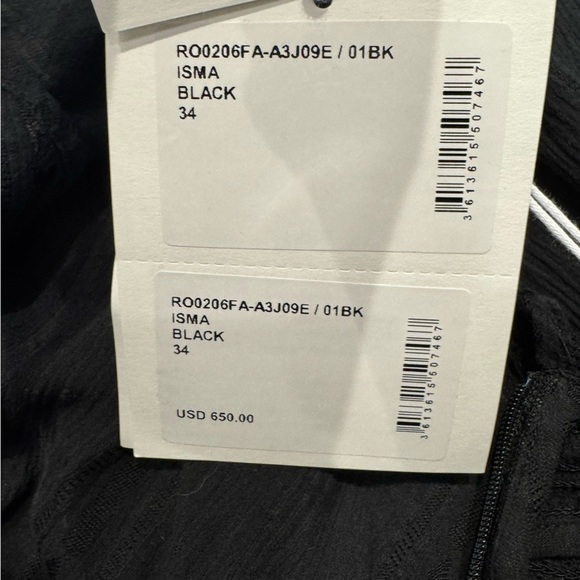 RO0206FA-A3J09E / 01BK
ISMA
BLACK
34
3613615507467
RO0206FA-A3J09E / 01BK
ISMA
BLACK
34
USD 650.00
3613615507467